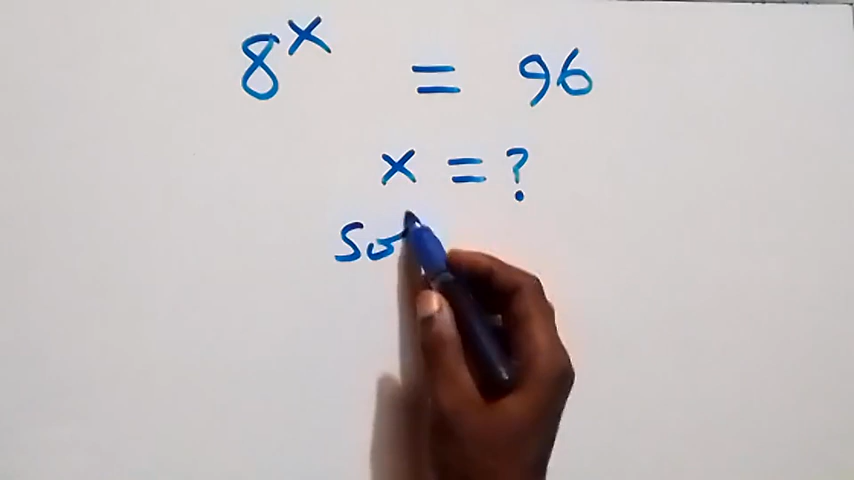 8^x = 96
x = ?
So